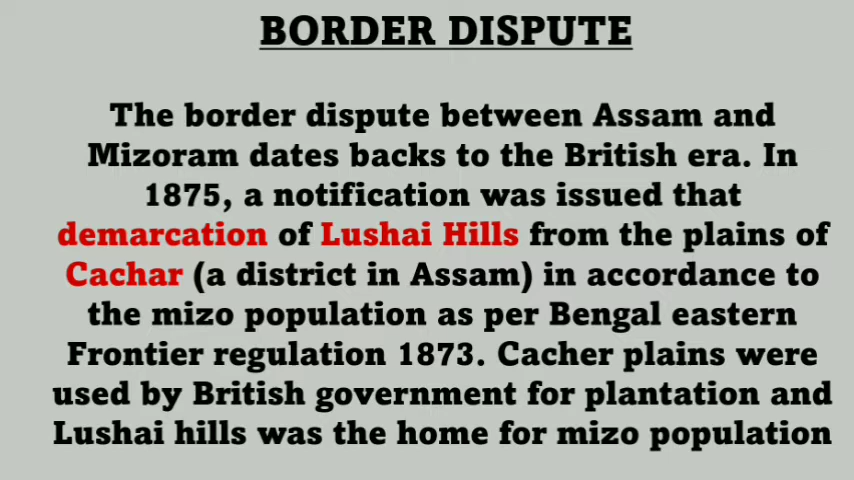 BORDER DISPUTE
The border dispute between Assam and
Mizoram dates backs to the British era. In
1875, a notification was issued that
demarcation of Lushai Hills from the plains of
Cachar (a district in Assam) in accordance to
the mizo population as per Bengal eastern
Frontier regulation 1873. Cacher plains were
used by British government for plantation and
Lushai hills was the home for mizo population